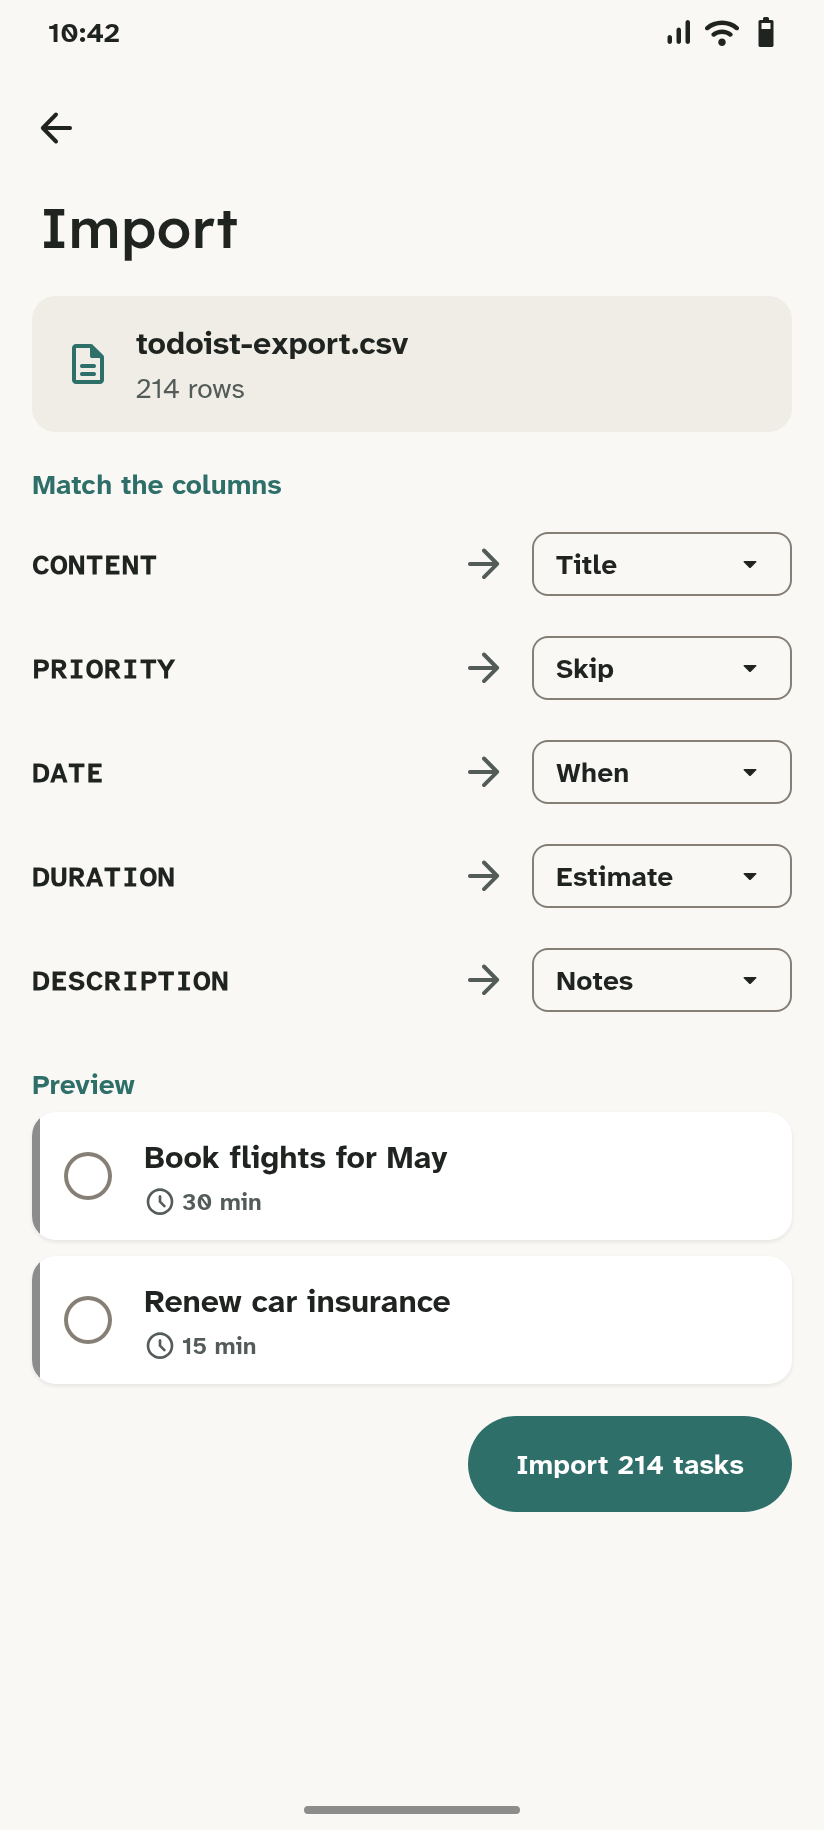 10:42
Import
todoist-export.csv
214 rows
Match the columns
CONTENT
Title
PRIORITY
Skip
DATE
When
DURATION
Estimate
DESCRIPTION
Notes
Preview
Book flights for May
30 min
Renew car insurance
15 min
Import 214 tasks